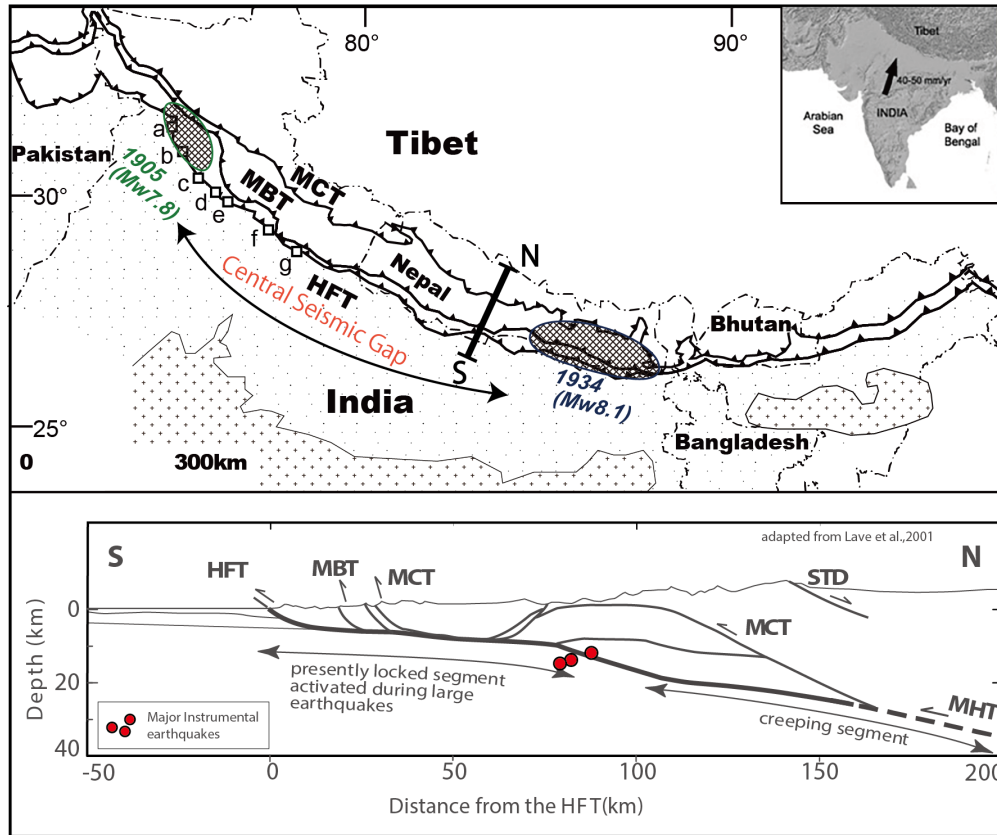 80°
90°
Tibet
40-50 mm/yr
INDIA
Arabian
Sea
Bay of
Bengal
Pakistan
a
b
c
d
e
f
g
1905
(Mw7.8)
30°
Tibet
MCT
MBT
HFT
Nepal
N
S
Central Seismic Gap
Bhutan
1934
(Mw8.1)
India
25°
Bangladesh
0
300km
adapted from Lave et al.,2001
S
N
HFT
MBT
MCT
STD
MCT
MHT
0
20
40
Depth (km)
presently locked segment
activated during large
earthquakes
creeping segment
Major Instrumental
earthquakes
-50
0
50
100
150
200
Distance from the HFT(km)